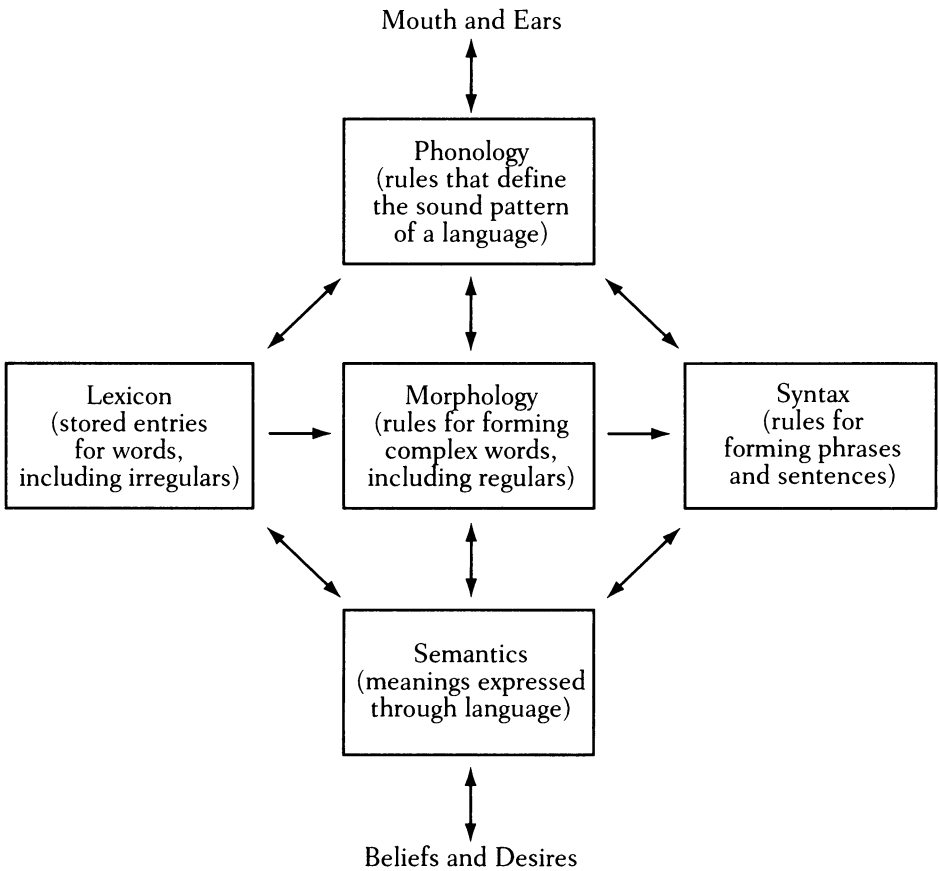 Mouth and Ears
Phonology
(rules that define
the sound pattern
of a language)
Lexicon
(stored entries
for words,
including irregulars)
Morphology
(rules for forming
complex words,
including regulars)
Syntax
(rules for
forming phrases
and sentences)
Semantics
(meanings expressed
through language)
Beliefs and Desires